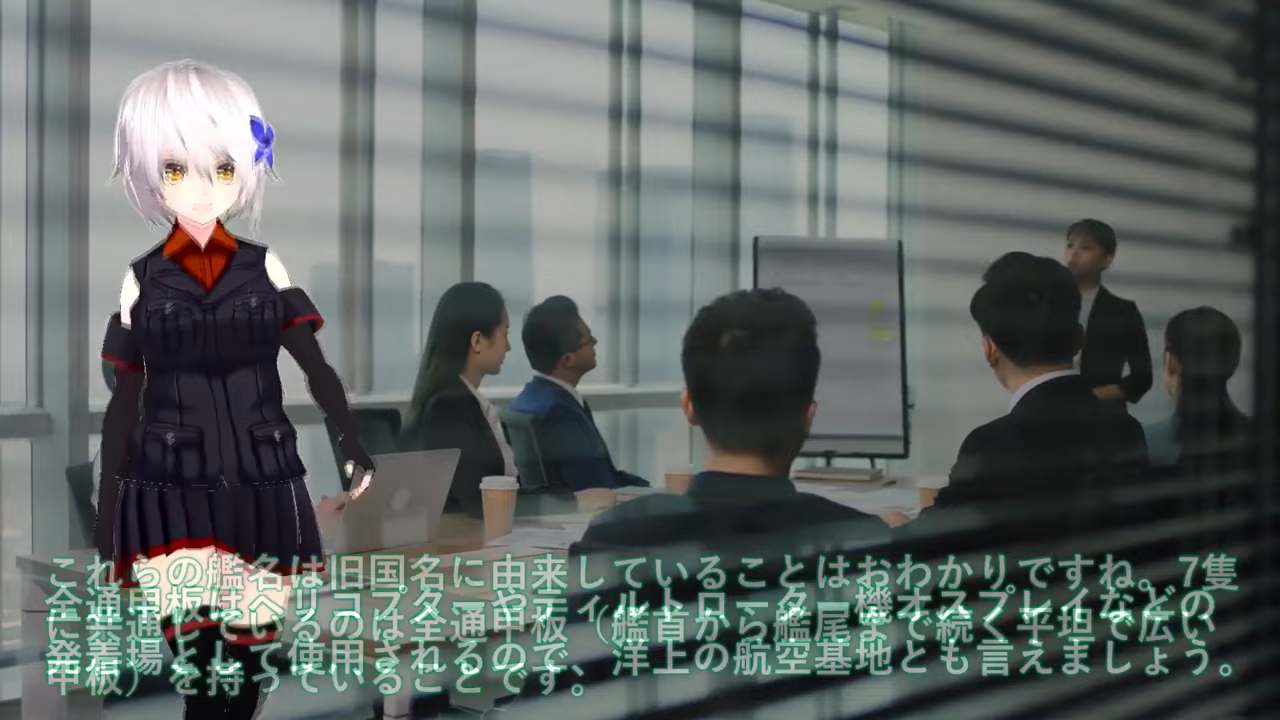 これらの艦名は旧国名に由来していることはおわかりですね。7隻
に共通しているのは全通甲板（艦首から艦尾まで続く平坦で広い
甲板）を持っていることです。
全通甲板はヘリコプターやティルトローター機オスプレイなどの
発着場として使用されるので、洋上の航空基地とも言えましょう。